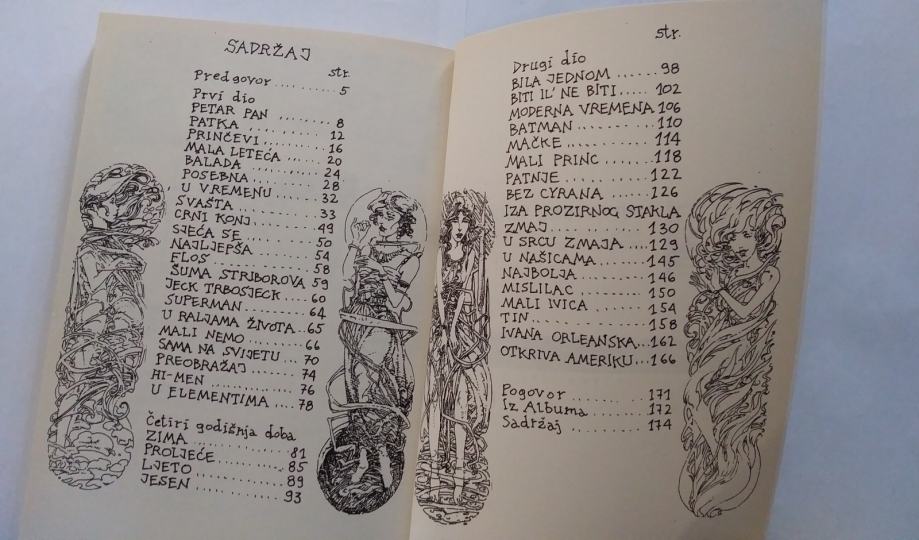 SADRŽAJ
str.
Predgovor ........... 5
Prvi dio
PETAR PAN ....... 8
PATKA .......... 12
PRINČEVI ......... 16
MALA LETEĆA ..... 20
BALADA .......... 24
POSEBNA ......... 28
U VREMENU ...... 32
SVAŠTA .......... 33
CRNI KONJ ....... 49
SJEĆA SE ......... 50
NAJLJEPŠA ....... 54
FLOS ............ 58
ŠUMA STRIBOROVA 59
JECK TRBOSJECK .... 60
SUPERMAN ....... 64
U RALJAMA ŽIVOTA .. 65
MALI NEMO ....... 66
SAMA NA SVIJETU .. 70
PREOBRAŽAJ ...... 74
HI-MEN .......... 76
U ELEMENTIMA .... 78
Četiri godišnja doba
ZIMA ............ 81
PROLJEĆE ........ 85
LJETO ........... 89
JESEN ........... 93
str.
Drugi dio
BILA JEDNOM ...... 98
BITI IL' NE BITI ..... 102
MODERNA VREMENA 106
BATMAN ......... 110
MAČKE .......... 114
MALI PRINC ...... 118
PATNJE .......... 122
BEZ CYRANA ...... 126
IZA PROZIRNOG STAKLA
ZMAJ ............ 130
U SRCU ZMAJA .... 129
U NAŠICAMA ...... 145
NAJBOLJA ........ 146
MISLILAC ........ 150
MALI IVICA ...... 154
TIN ............. 158
IVANA ORLEANSKA... 162
OTKRIVA AMERIKU... 166
Pogovor ......... 171
Iz Albuma ....... 172
Sadržaj ......... 174